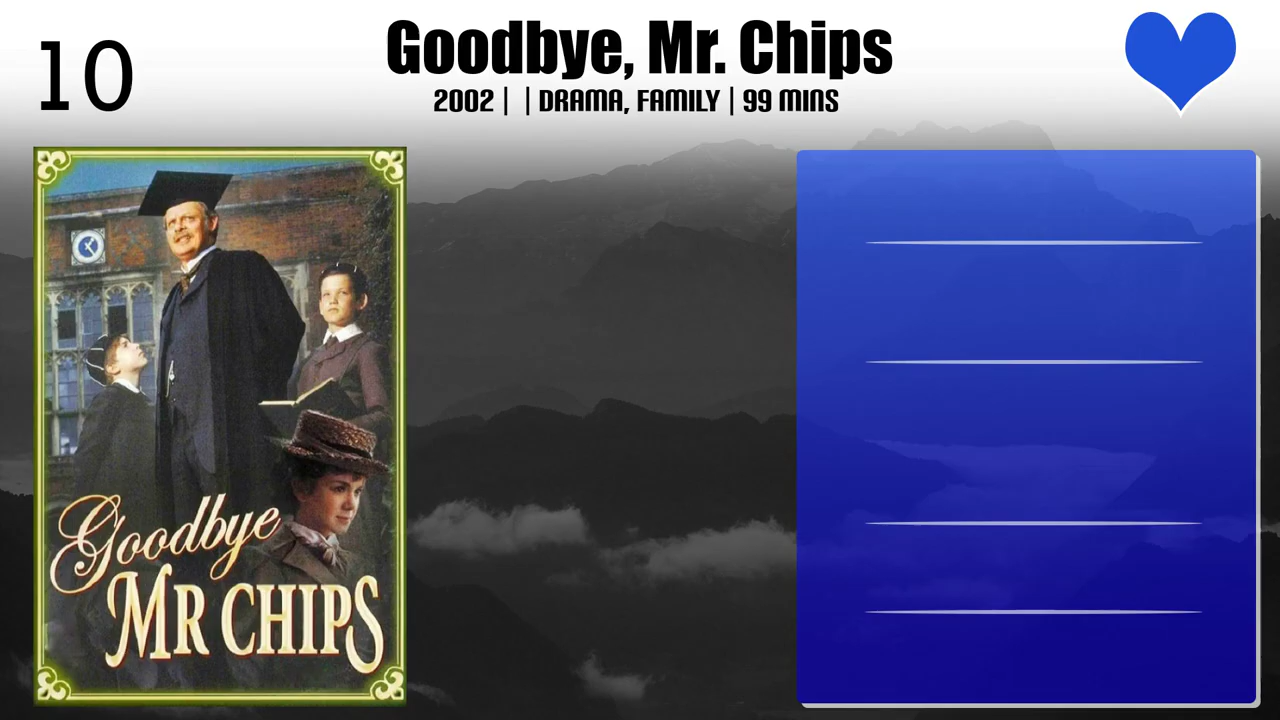 10
Goodbye, Mr. Chips
2002 | | DRAMA, FAMILY | 99 MINS
Goodbye
MR CHIPS